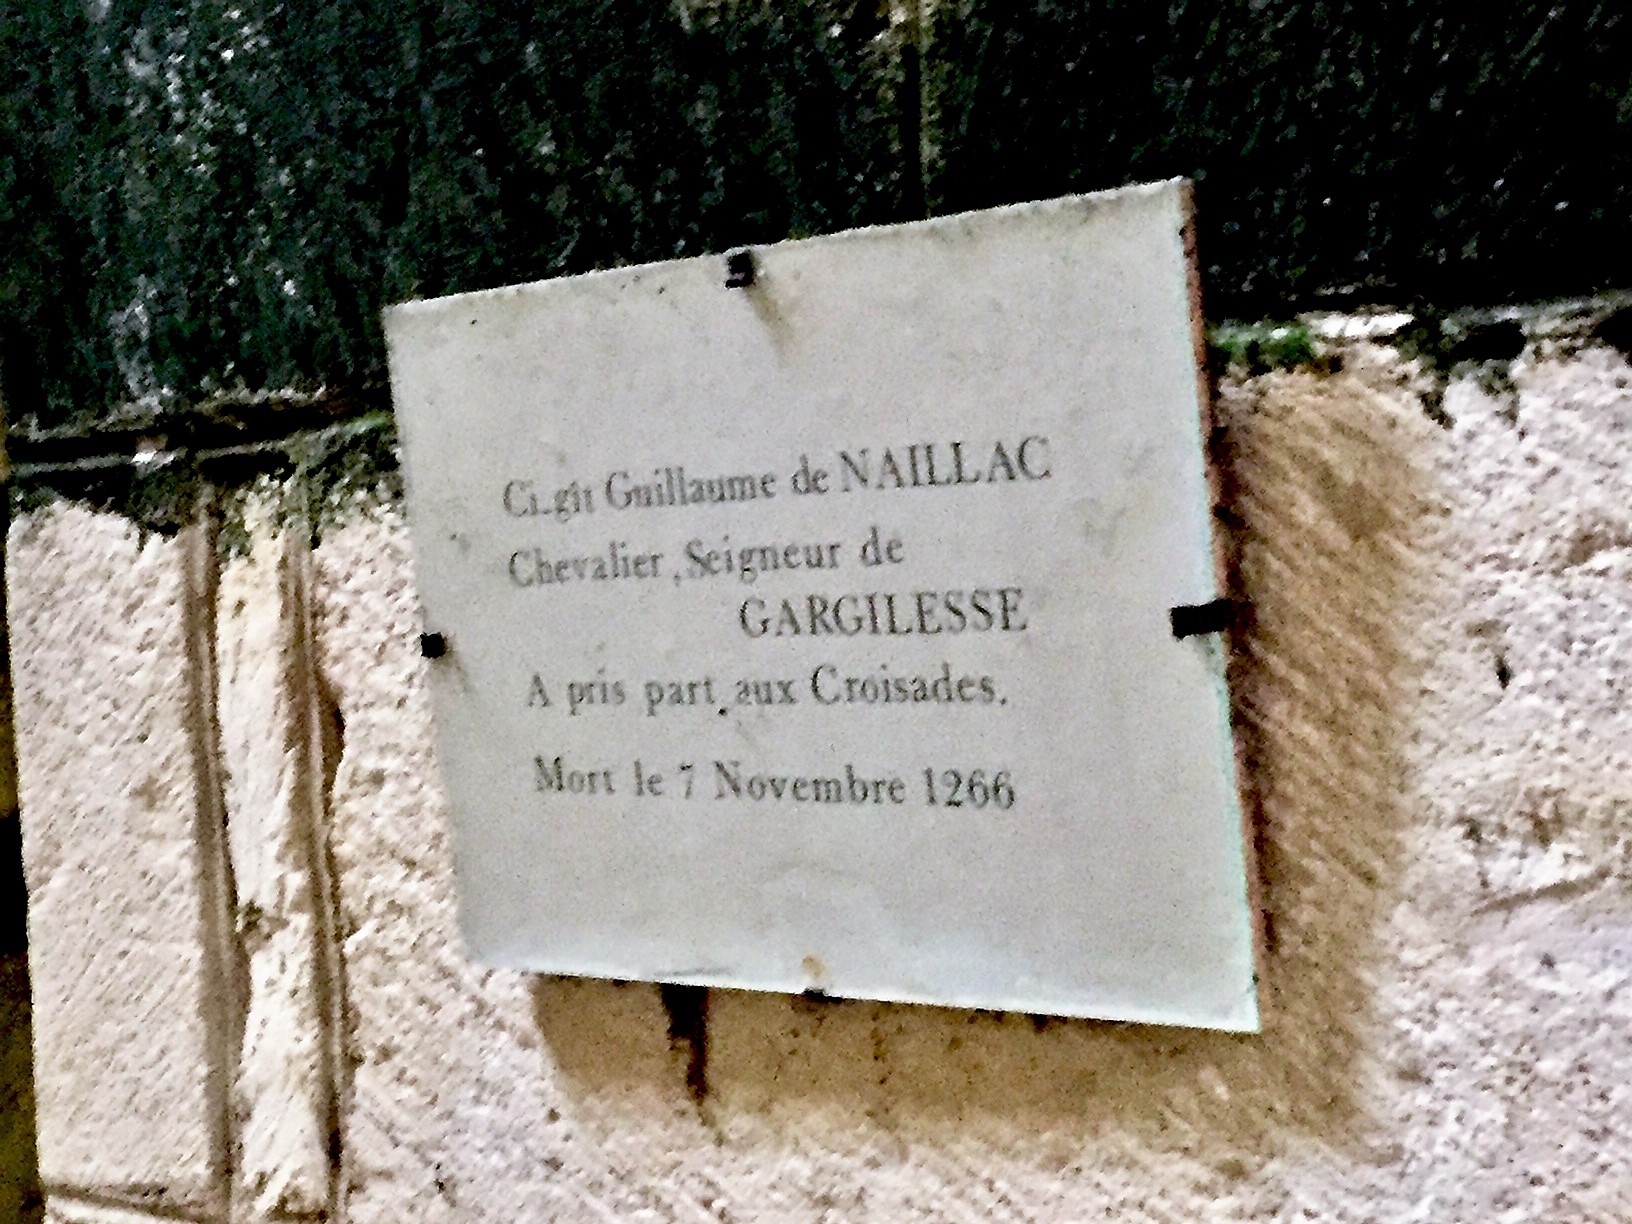 Ci-gît Guillaume de NAILLAC
Chevalier, Seigneur de
GARGILESSE
A pris part aux Croisades.
Mort le 7 Novembre 1266